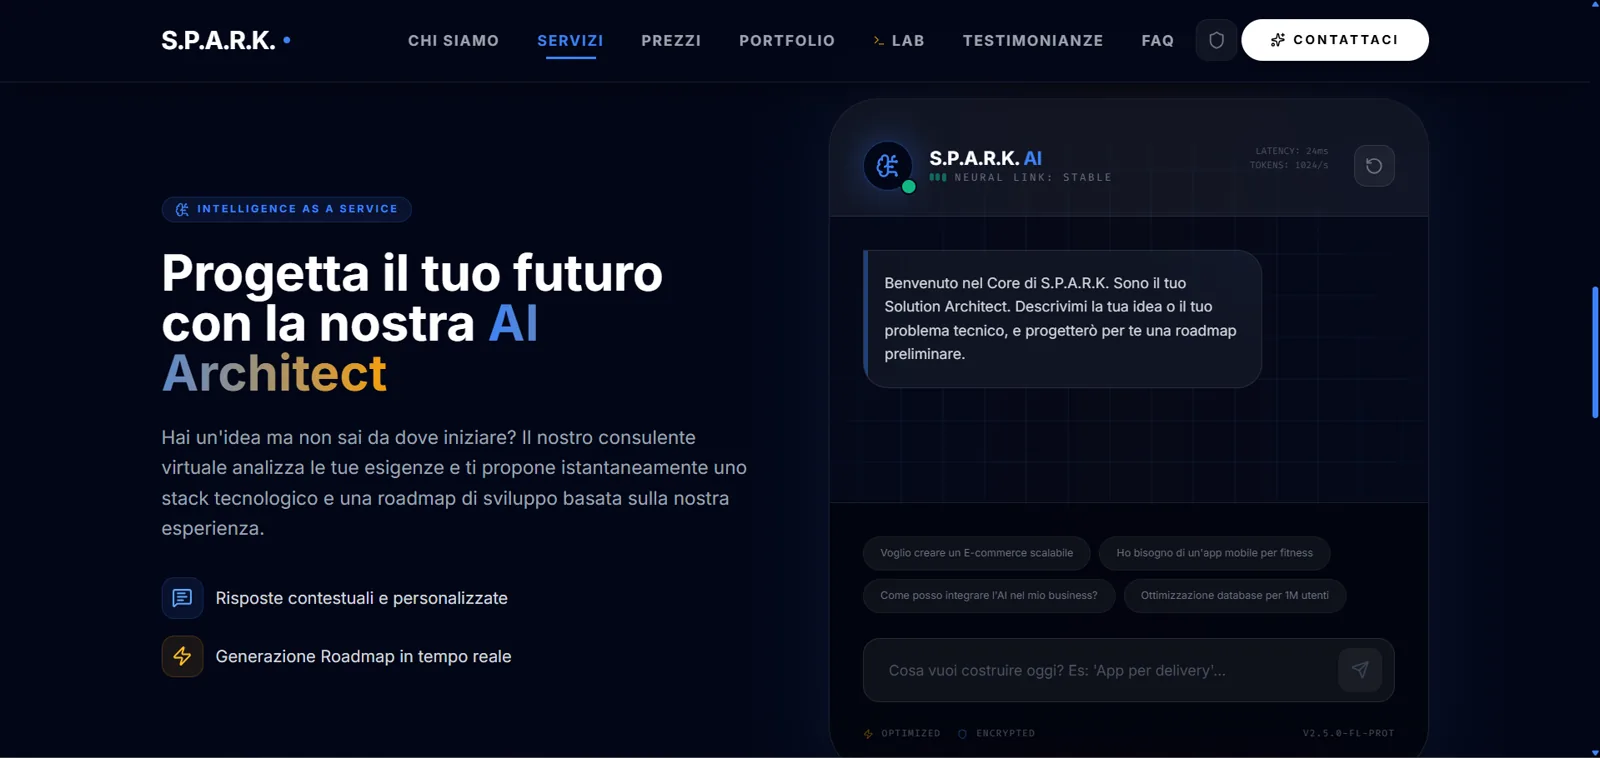 S.P.A.R.K.
CHI SIAMO
SERVIZI
PREZZI
PORTFOLIO
>_ LAB
TESTIMONIANZE
FAQ
CONTATTACI
INTELLIGENCE AS A SERVICE
Progetta il tuo futuro
con la nostra AI
Architect
Hai un'idea ma non sai da dove iniziare? Il nostro consulente
virtuale analizza le tue esigenze e ti propone istantaneamente uno
stack tecnologico e una roadmap di sviluppo basata sulla nostra
esperienza.
Risposte contestuali e personalizzate
Generazione Roadmap in tempo reale
S.P.A.R.K. AI
NEURAL LINK: STABLE
LATENCY: 24ms
TOKENS: 1024/s
Benvenuto nel Core di S.P.A.R.K. Sono il tuo
Solution Architect. Descrivimi la tua idea o il tuo
problema tecnico, e progetterò per te una roadmap
preliminare.
Voglio creare un E-commerce scalabile
Ho bisogno di un'app mobile per fitness
Come posso integrare l'AI nel mio business?
Ottimizzazione database per 1M utenti
Cosa vuoi costruire oggi? Es: 'App per delivery'...
OPTIMIZED
ENCRYPTED
V2.5.0-FL-PROT